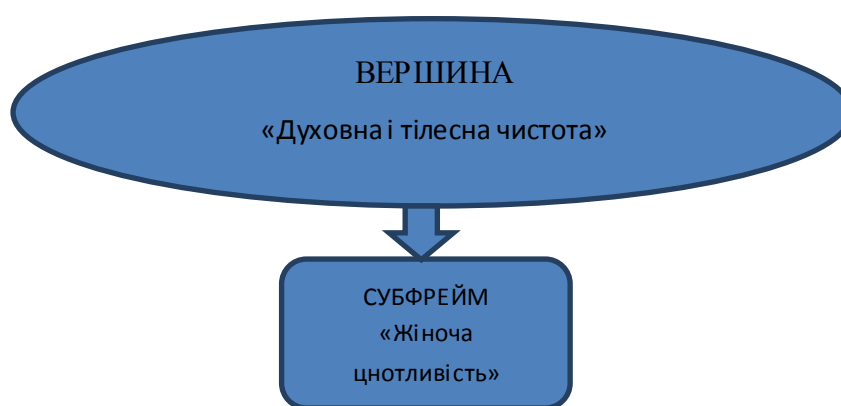 ВЕРШИНА
«Духовна і тілесна чистота»
СУБФРЕЙМ
«Жіноча
цнотливість»